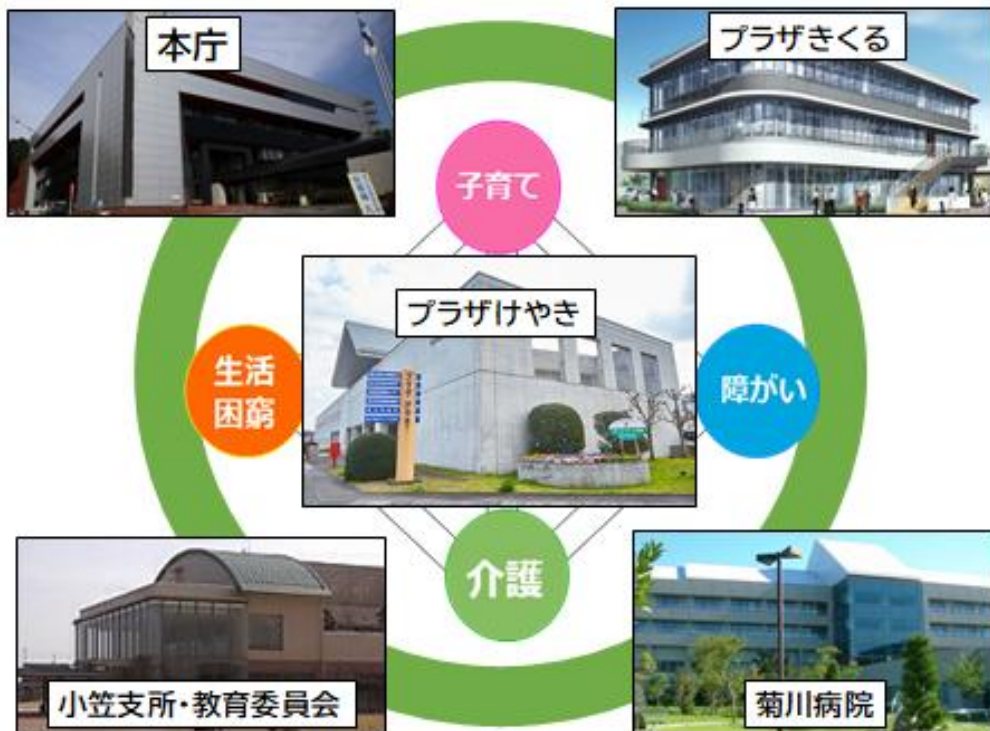 本庁
プラザきくる
子育て
プラザけやき
生活
困窮
障がい
介護
小笠支所・教育委員会
菊川病院